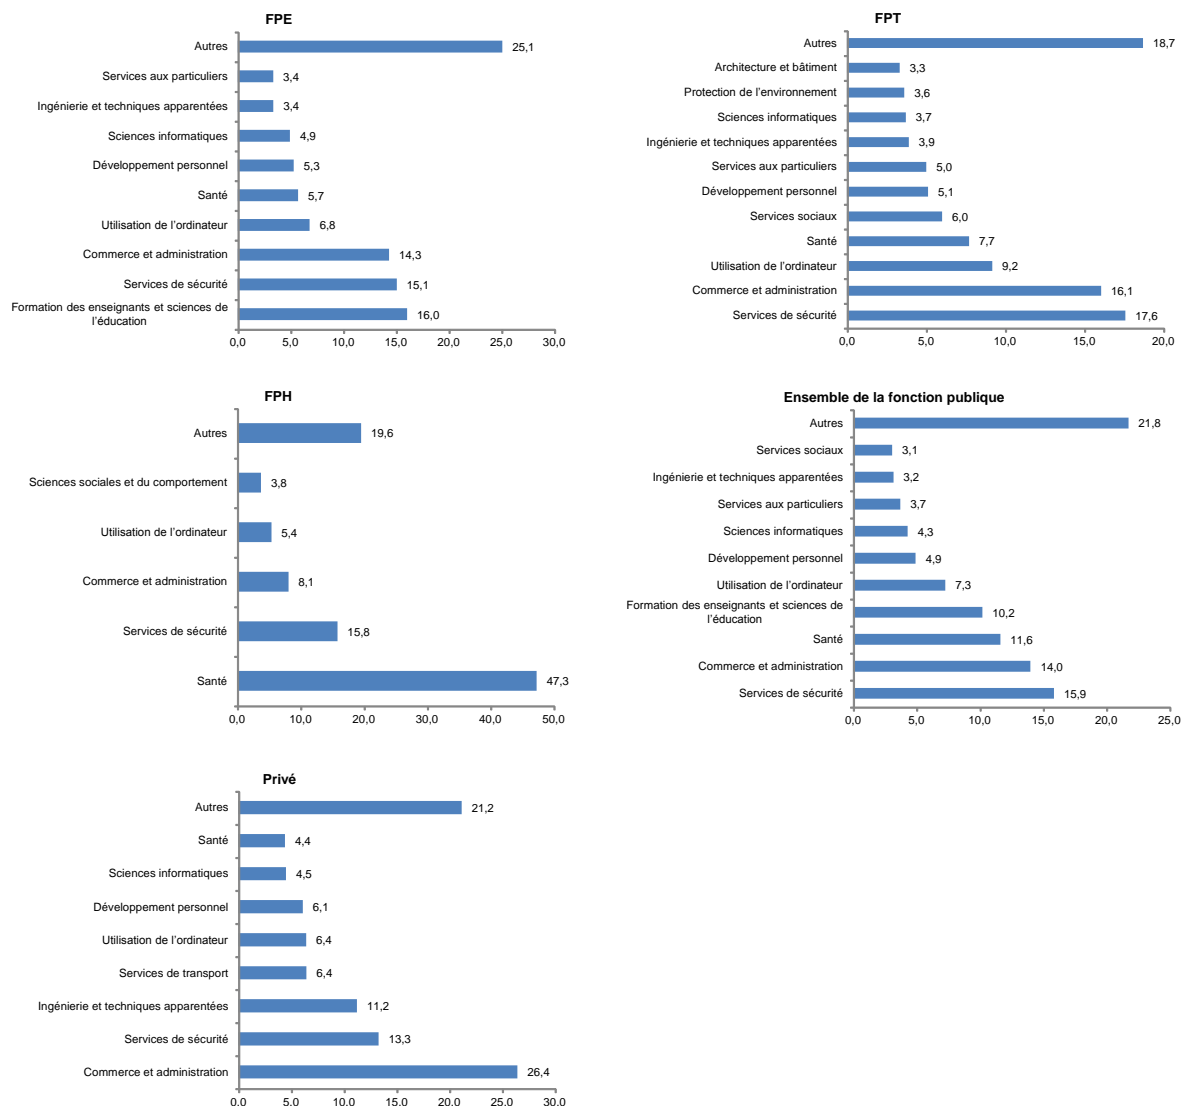 FPE
Autres 25,1
Services aux particuliers 3,4
Ingénierie et techniques apparentées 3,4
Sciences informatiques 4,9
Développement personnel 5,3
Santé 5,7
Utilisation de l'ordinateur 6,8
Commerce et administration 14,3
Services de sécurité 15,1
Formation des enseignants et sciences de
l'éducation 16,0
0,0 5,0 10,0 15,0 20,0 25,0 30,0
FPT
Autres 18,7
Architecture et bâtiment 3,3
Protection de l'environnement 3,6
Sciences informatiques 3,7
Ingénierie et techniques apparentées 3,9
Services aux particuliers 5,0
Développement personnel 5,1
Services sociaux 6,0
Santé 7,7
Utilisation de l'ordinateur 9,2
Commerce et administration 16,1
Services de sécurité 17,6
0,0 5,0 10,0 15,0 20,0
FPH
Autres 19,6
Sciences sociales et du comportement 3,8
Utilisation de l'ordinateur 5,4
Commerce et administration 8,1
Services de sécurité 15,8
Santé 47,3
0,0 10,0 20,0 30,0 40,0 50,0
Ensemble de la fonction publique
Autres 21,8
Services sociaux 3,1
Ingénierie et techniques apparentées 3,2
Services aux particuliers 3,7
Sciences informatiques 4,3
Développement personnel 4,9
Utilisation de l'ordinateur 7,3
Formation des enseignants et sciences de
l'éducation 10,2
Santé 11,6
Commerce et administration 14,0
Services de sécurité 15,9
0,0 5,0 10,0 15,0 20,0 25,0
Privé
Autres 21,2
Santé 4,4
Sciences informatiques 4,5
Développement personnel 6,1
Utilisation de l'ordinateur 6,4
Services de transport 6,4
Ingénierie et techniques apparentées 11,2
Services de sécurité 13,3
Commerce et administration 26,4
0,0 5,0 10,0 15,0 20,0 25,0 30,0